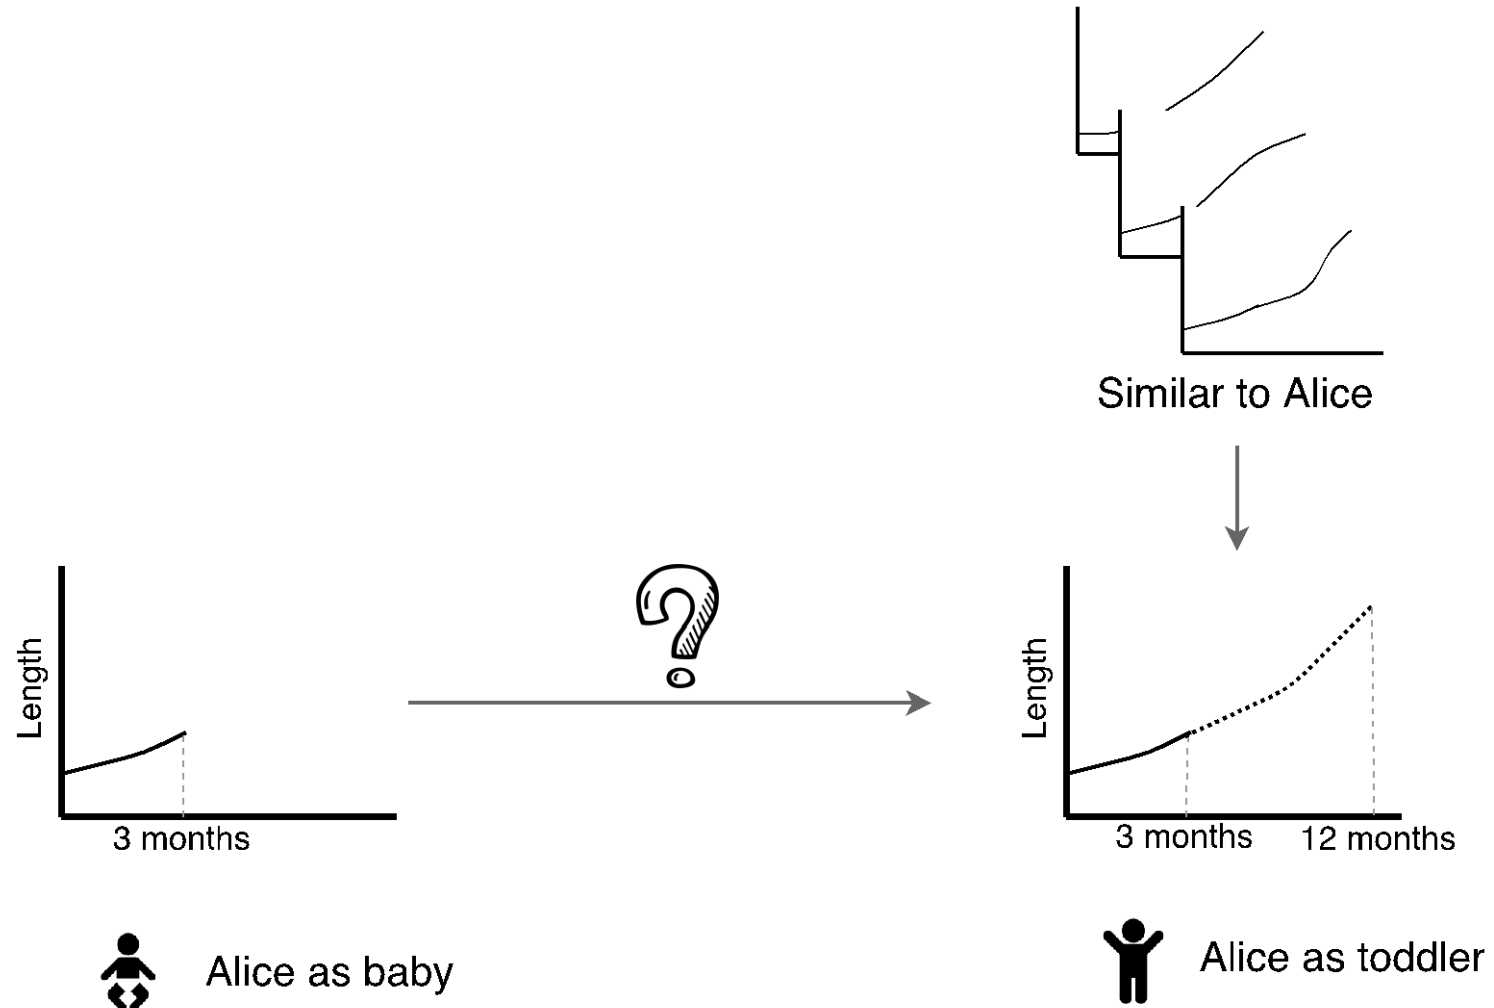 Similar to Alice
Length
3 months
Alice as baby
Length
3 months
12 months
Alice as toddler